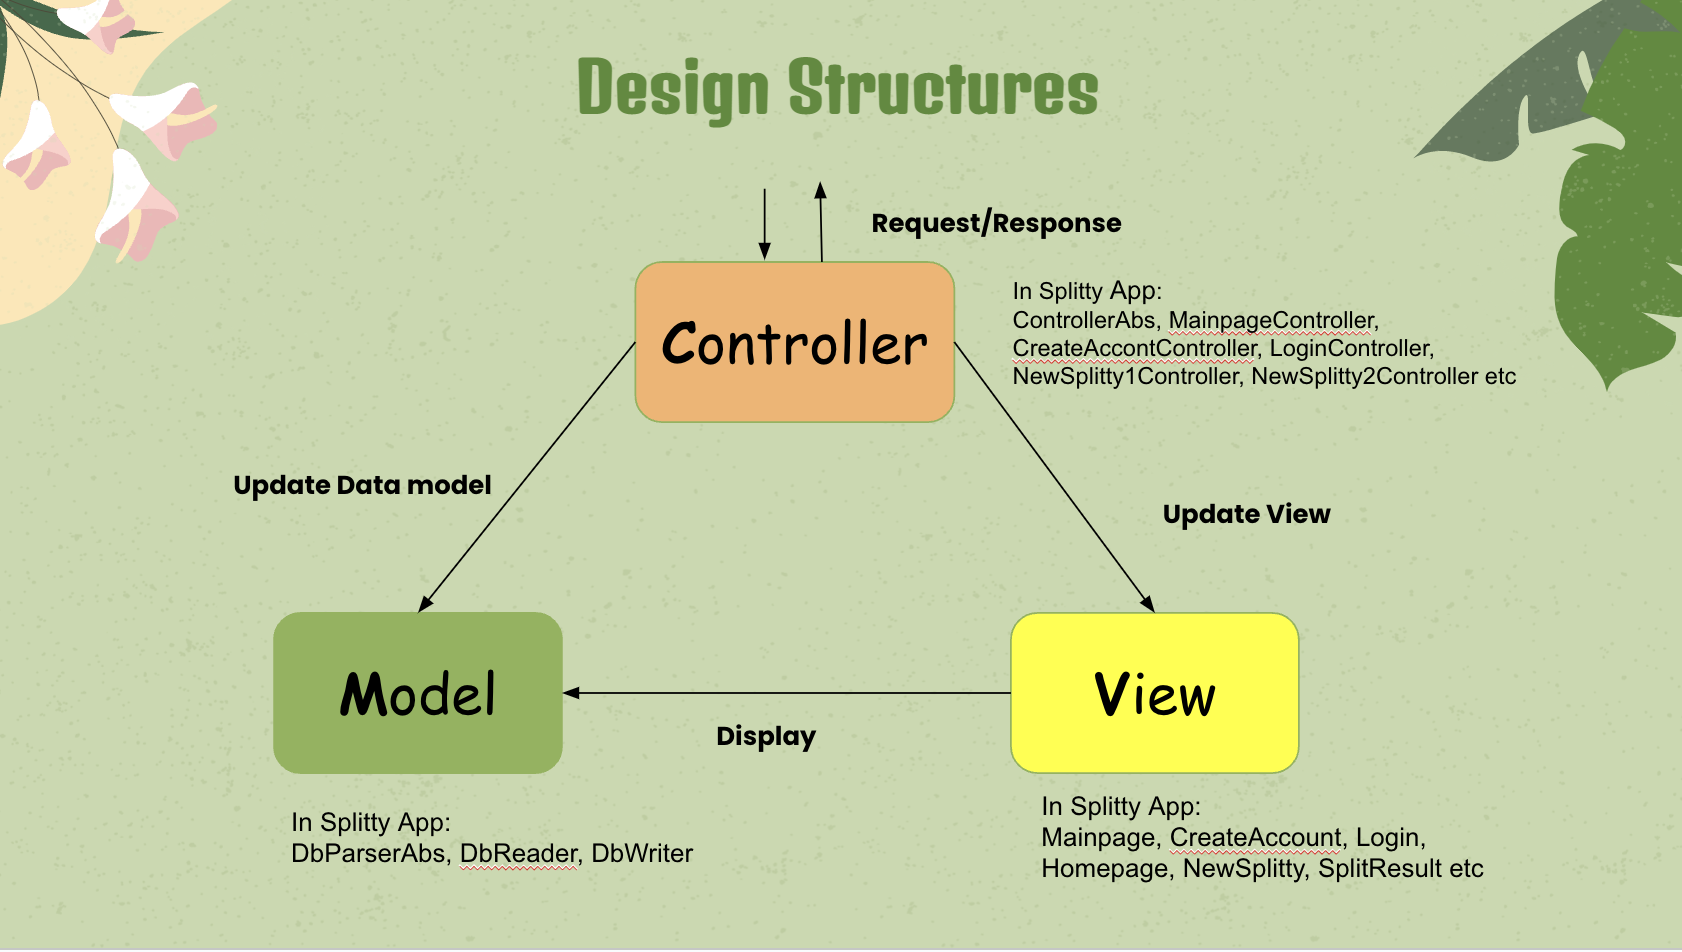 Design Structures
Request/Response
Controller
In Splitty App:
ControllerAbs, MainpageController,
CreateAccontController, LoginController,
NewSplitty1Controller, NewSplitty2Controller etc
Update Data model
Update View
Model
View
Display
In Splitty App:
DbParserAbs, DbReader, DbWriter
In Splitty App:
Mainpage, CreateAccount, Login,
Homepage, NewSplitty, SplitResult etc